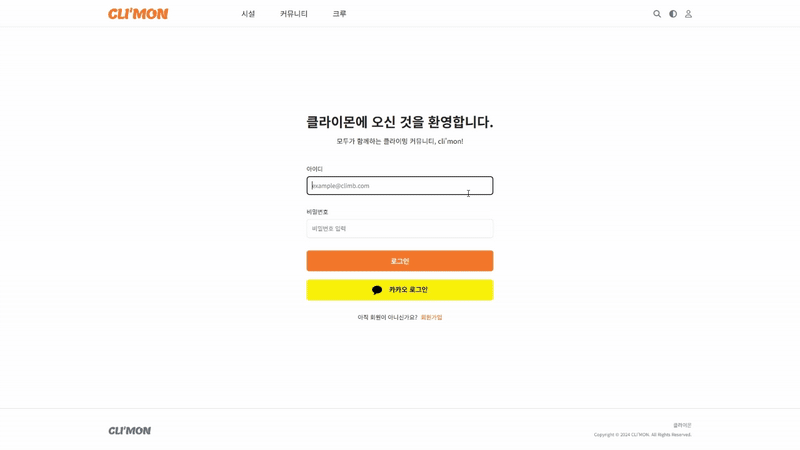 CLI'MON
시설 커뮤니티 크루
클라이몬에 오신 것을 환영합니다.
모두가 함께하는 클라이밍 커뮤니티, cli'mon!
아이디
example@climb.com
비밀번호
비밀번호 입력
로그인
카카오 로그인
아직 회원이 아니신가요? 회원가입
CLI'MON
클라이몬
Copyright © 2024 CLI'MON. All Rights Reserved.